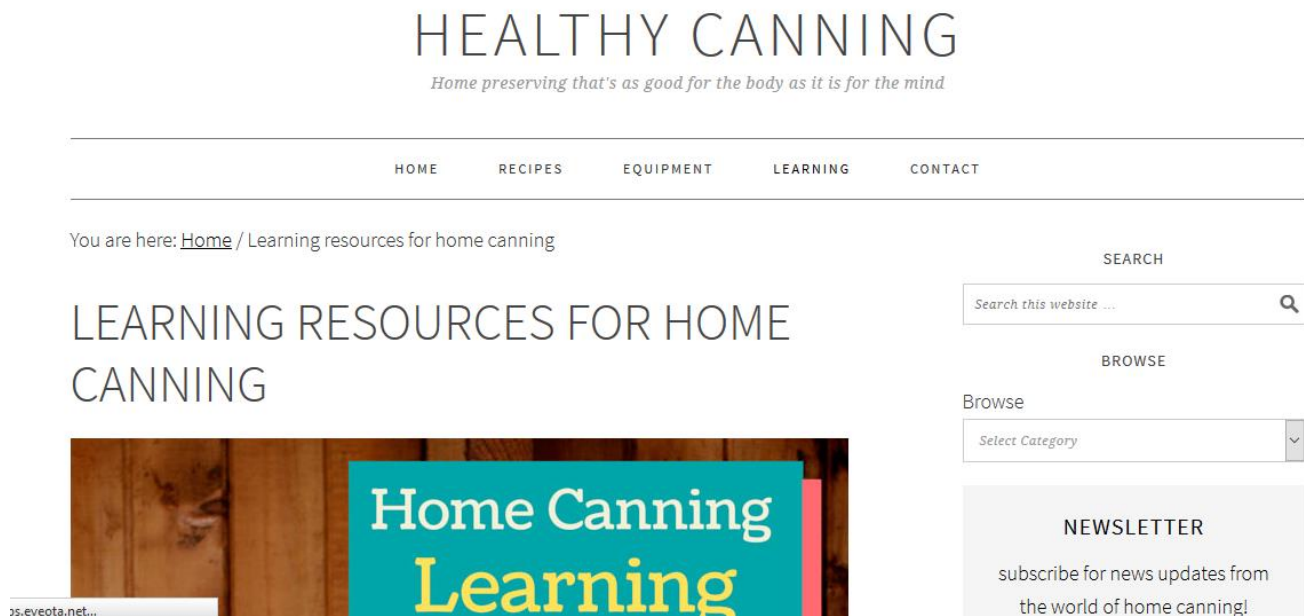 HEALTHY CANNING
Home preserving that's as good for the body as it is for the mind
HOME RECIPES EQUIPMENT LEARNING CONTACT
You are here: Home / Learning resources for home canning
LEARNING RESOURCES FOR HOME
CANNING
Home Canning
Learning
SEARCH
Search this website ...
BROWSE
Browse
Select Category
NEWSLETTER
subscribe for news updates from
the world of home canning!
ps.eyeota.net...